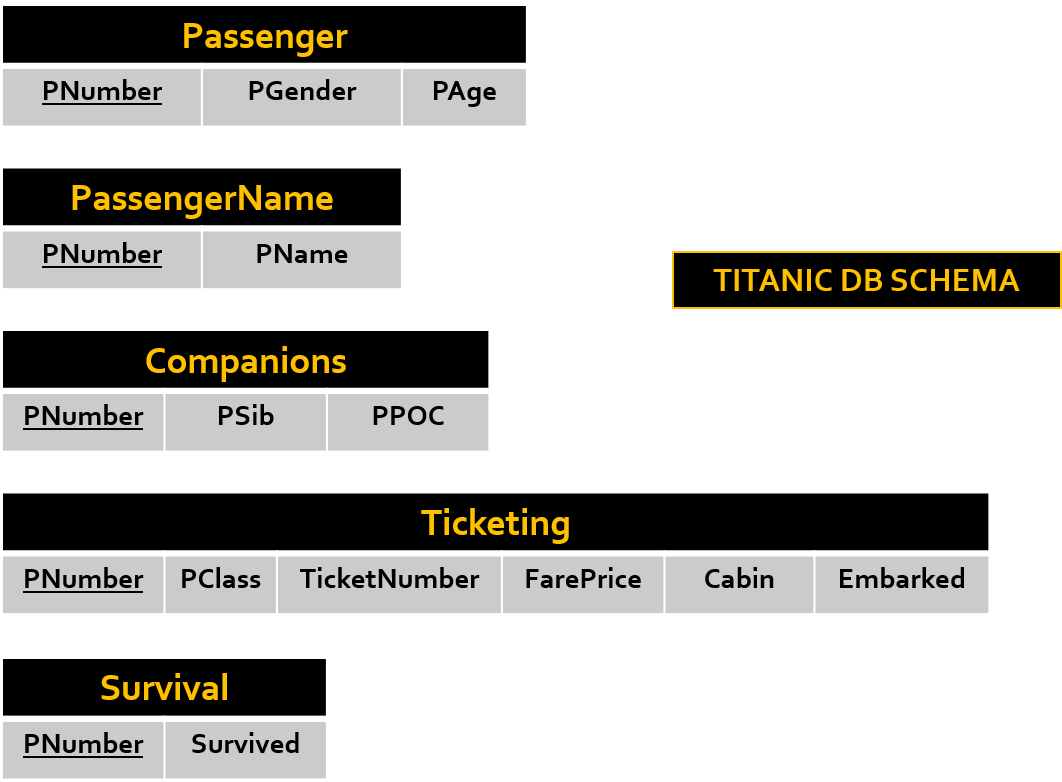 Passenger
PNumber PGender PAge
PassengerName
PNumber PName
TITANIC DB SCHEMA
Companions
PNumber PSib PPOC
Ticketing
PNumber PClass TicketNumber FarePrice Cabin Embarked
Survival
PNumber Survived